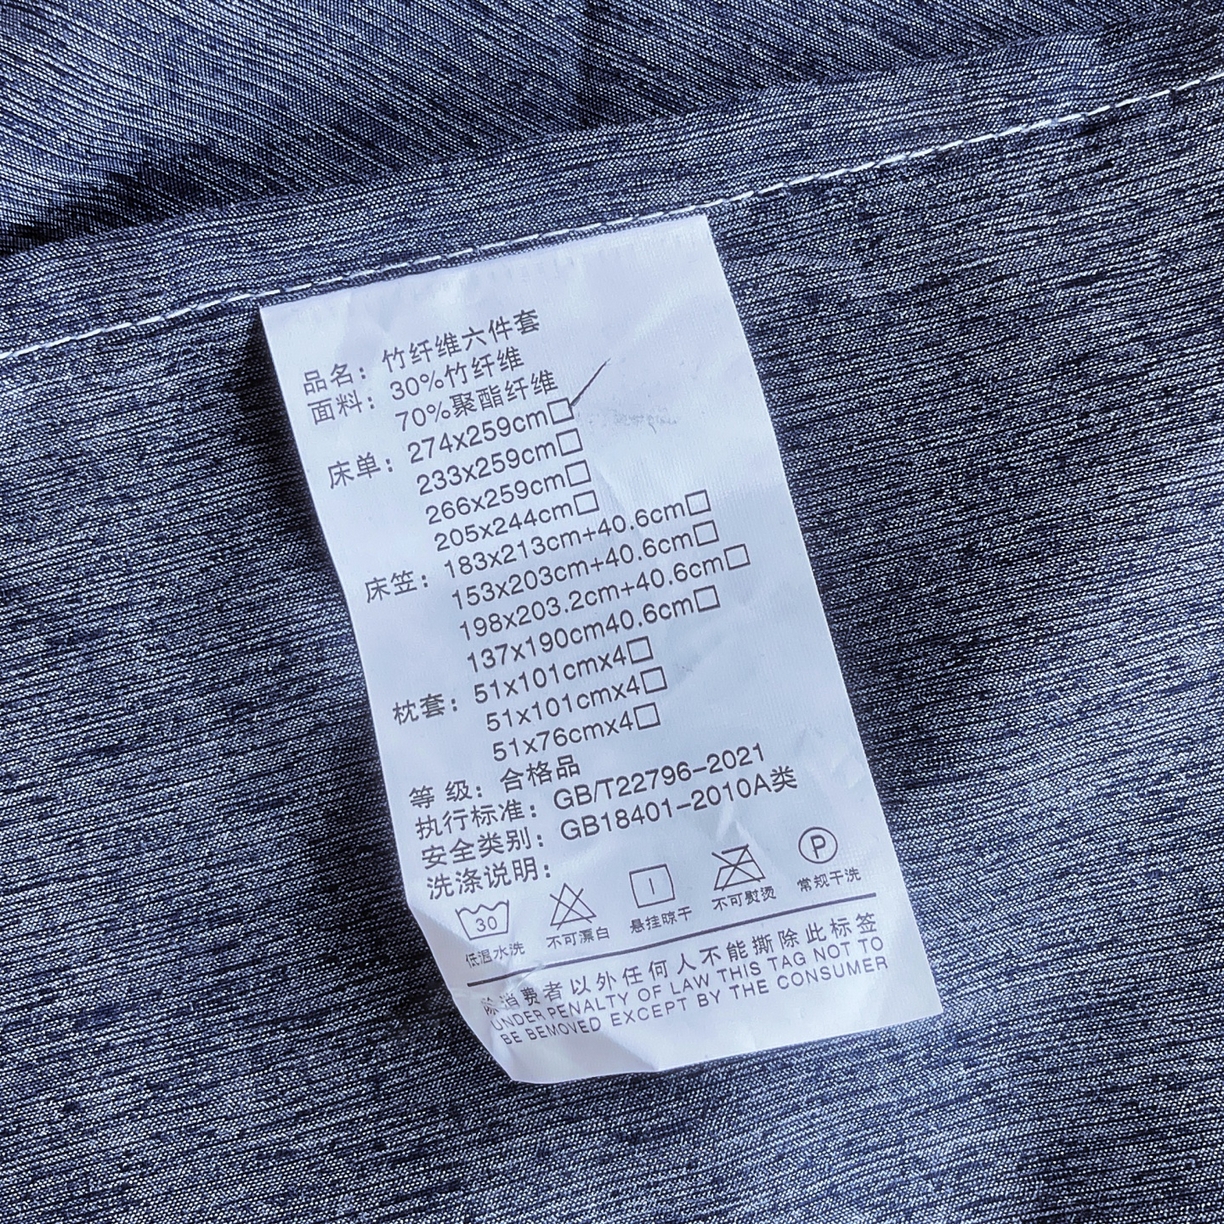 品名：竹纤维六件套
面料：30%竹纤维
70%聚酯纤维
床单：274x259cm□
233x259cm□
266x259cm□
205x244cm□
床笠：183x213cm+40.6cm□
153x203cm+40.6cm□
198x203.2cm+40.6cm□
137x190cm40.6cm□
枕套：51x101cmx4□
51x101cmx4□
51x76cmx4□
等 级：合格品
执行标准：GB/T22796-2021
安全类别：GB18401-2010A类
洗涤说明：
30 P
低温水洗 不可漂白 悬挂晾干 不可熨烫 常规干洗
除消费者以外任何人不能撕除此标签
UNDER PENALTY OF LAW THIS TAG NOT TO
BE BEMOVED EXCEPT BY THE CONSUMER